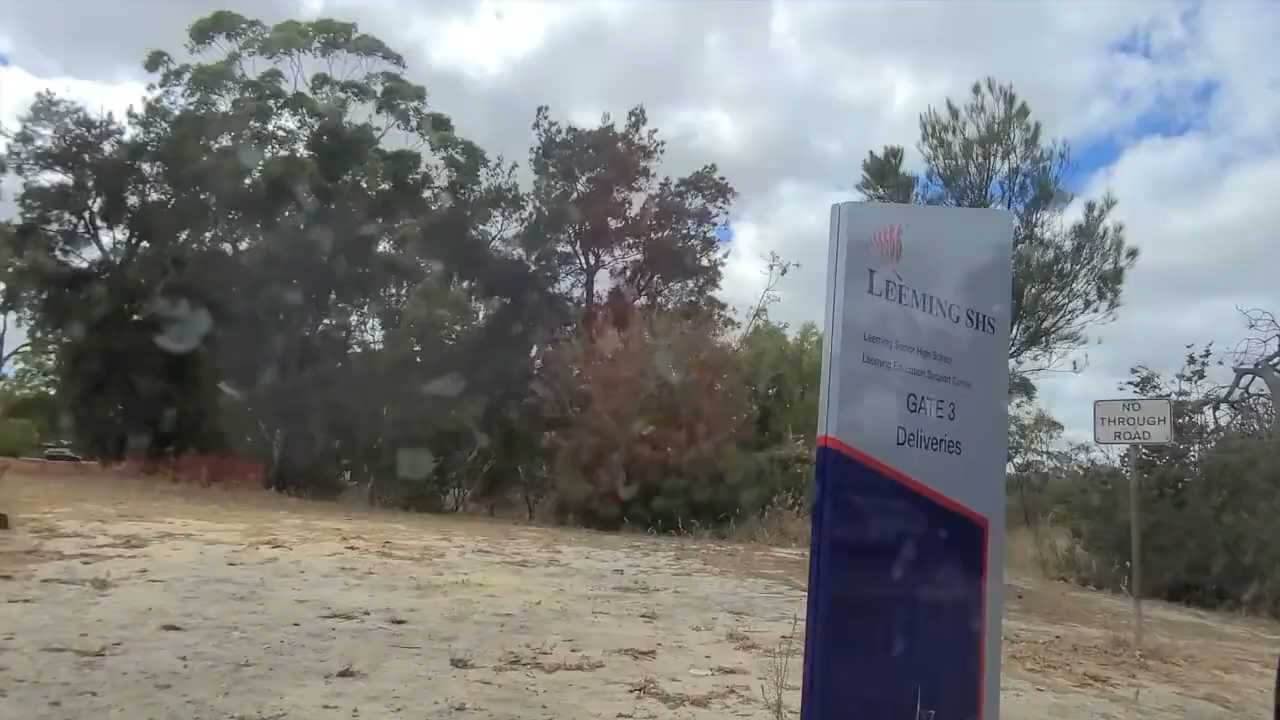 LEEMING SHS
Leeming Senior High School
Leeming Education Support Centre
GATE 3
Deliveries
NO
THROUGH
ROAD